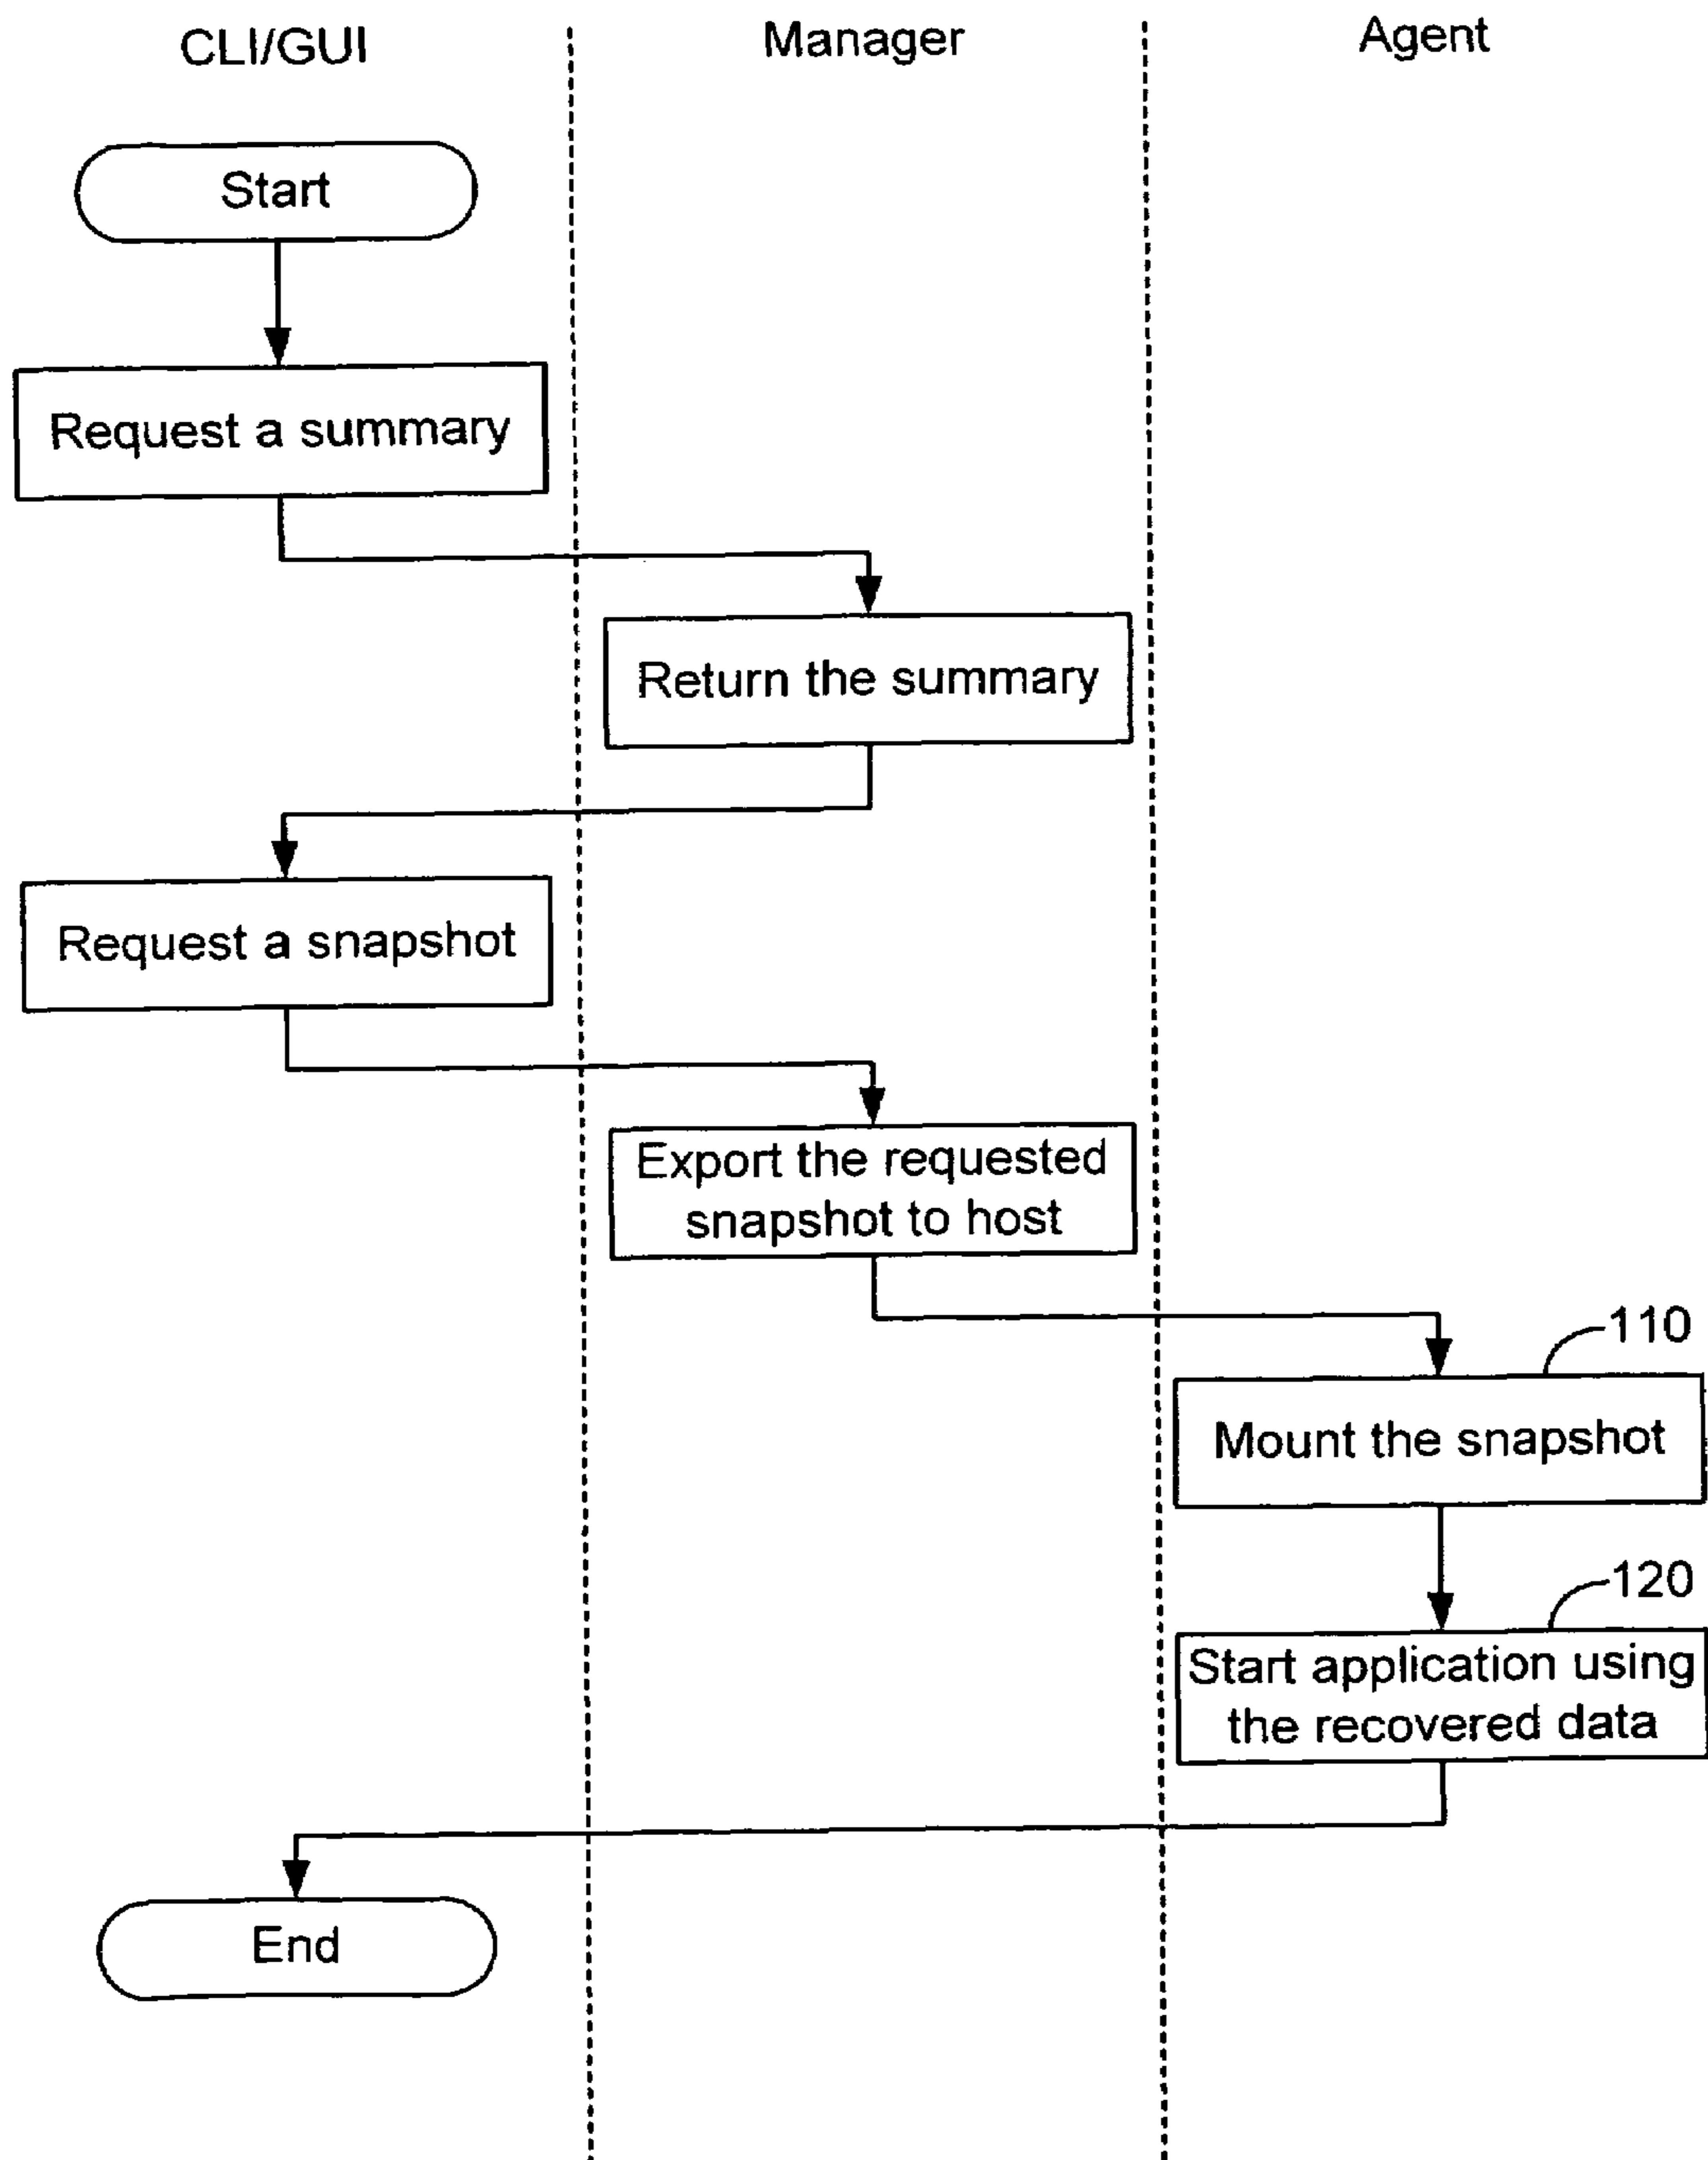 CLI/GUI
Manager
Agent
Start
Request a summary
Return the summary
Request a snapshot
Export the requested
snapshot to host
110
Mount the snapshot
120
Start application using
the recovered data
End